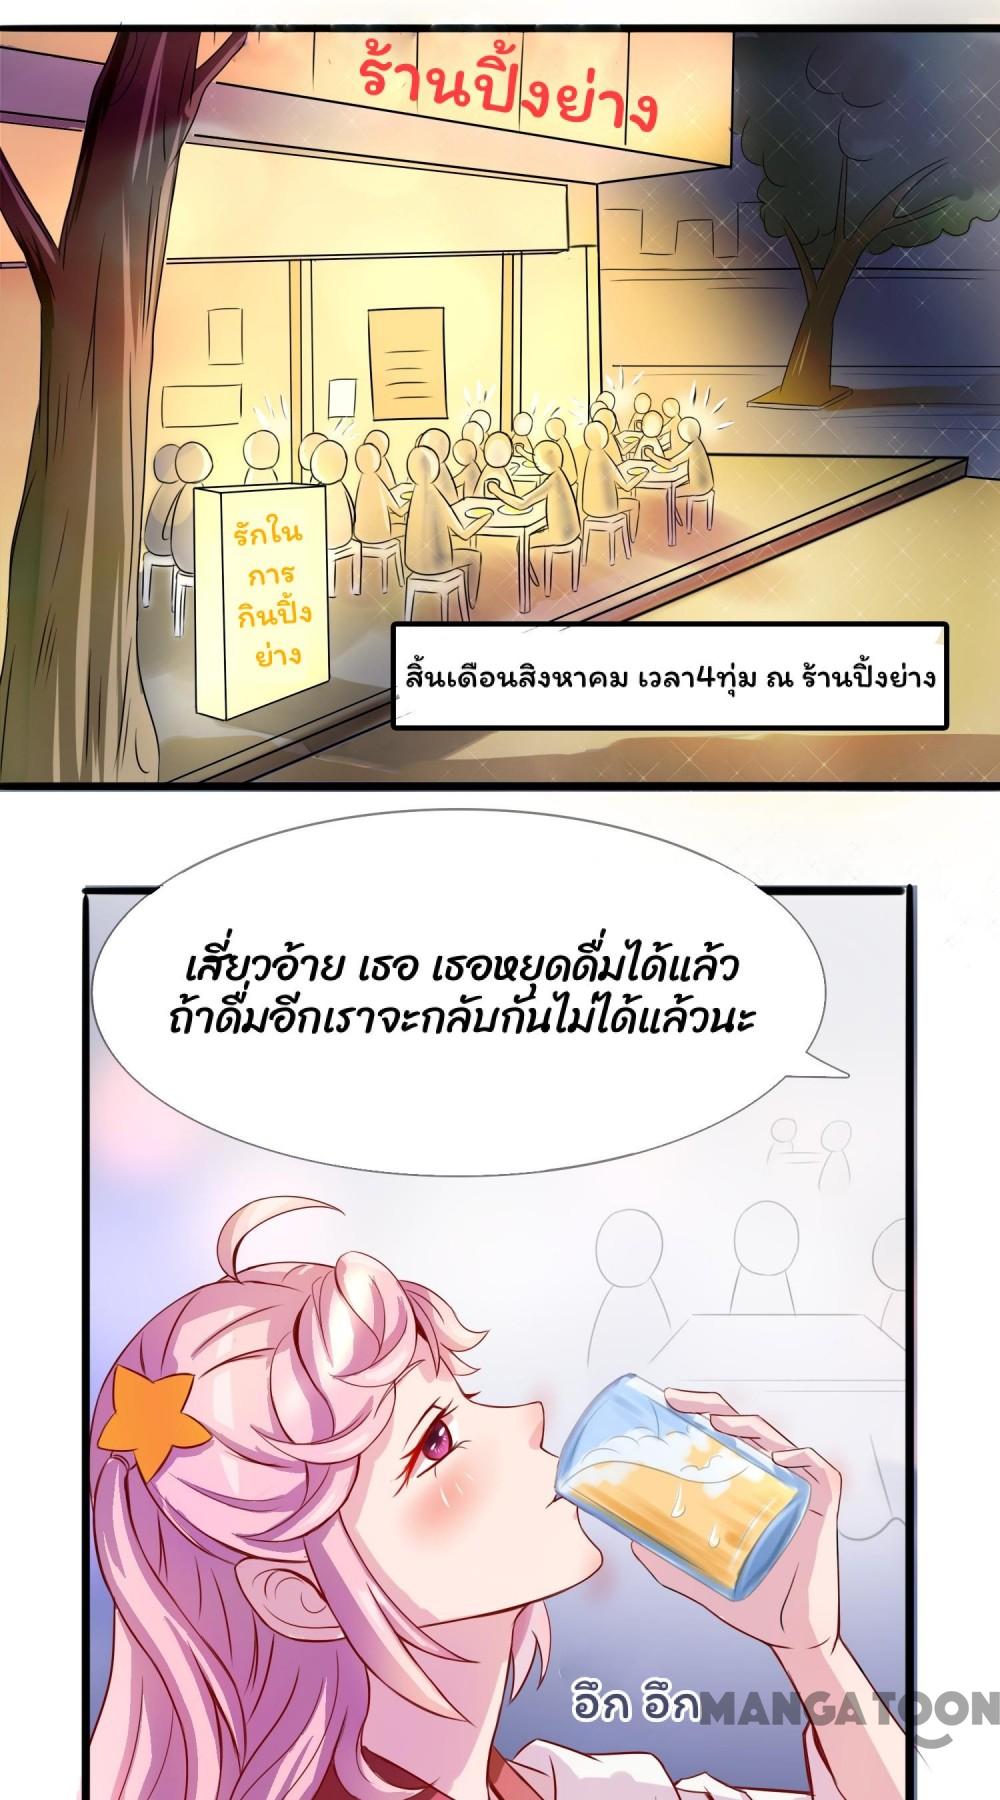 ร้านปิ้งย่าง
รักใน
การ
กินปิ้ง
ย่าง
สิ้นเดือนสิงหาคม เวลา4ทุ่ม ณ ร้านปิ้งย่าง
เสี่ยวอ้าย เธอ เธอหยุดดื่มได้แล้ว
ถ้าดื่มอีกเราจะกลับกันไม่ได้แล้วนะ
อึก อึก
MANGATOON